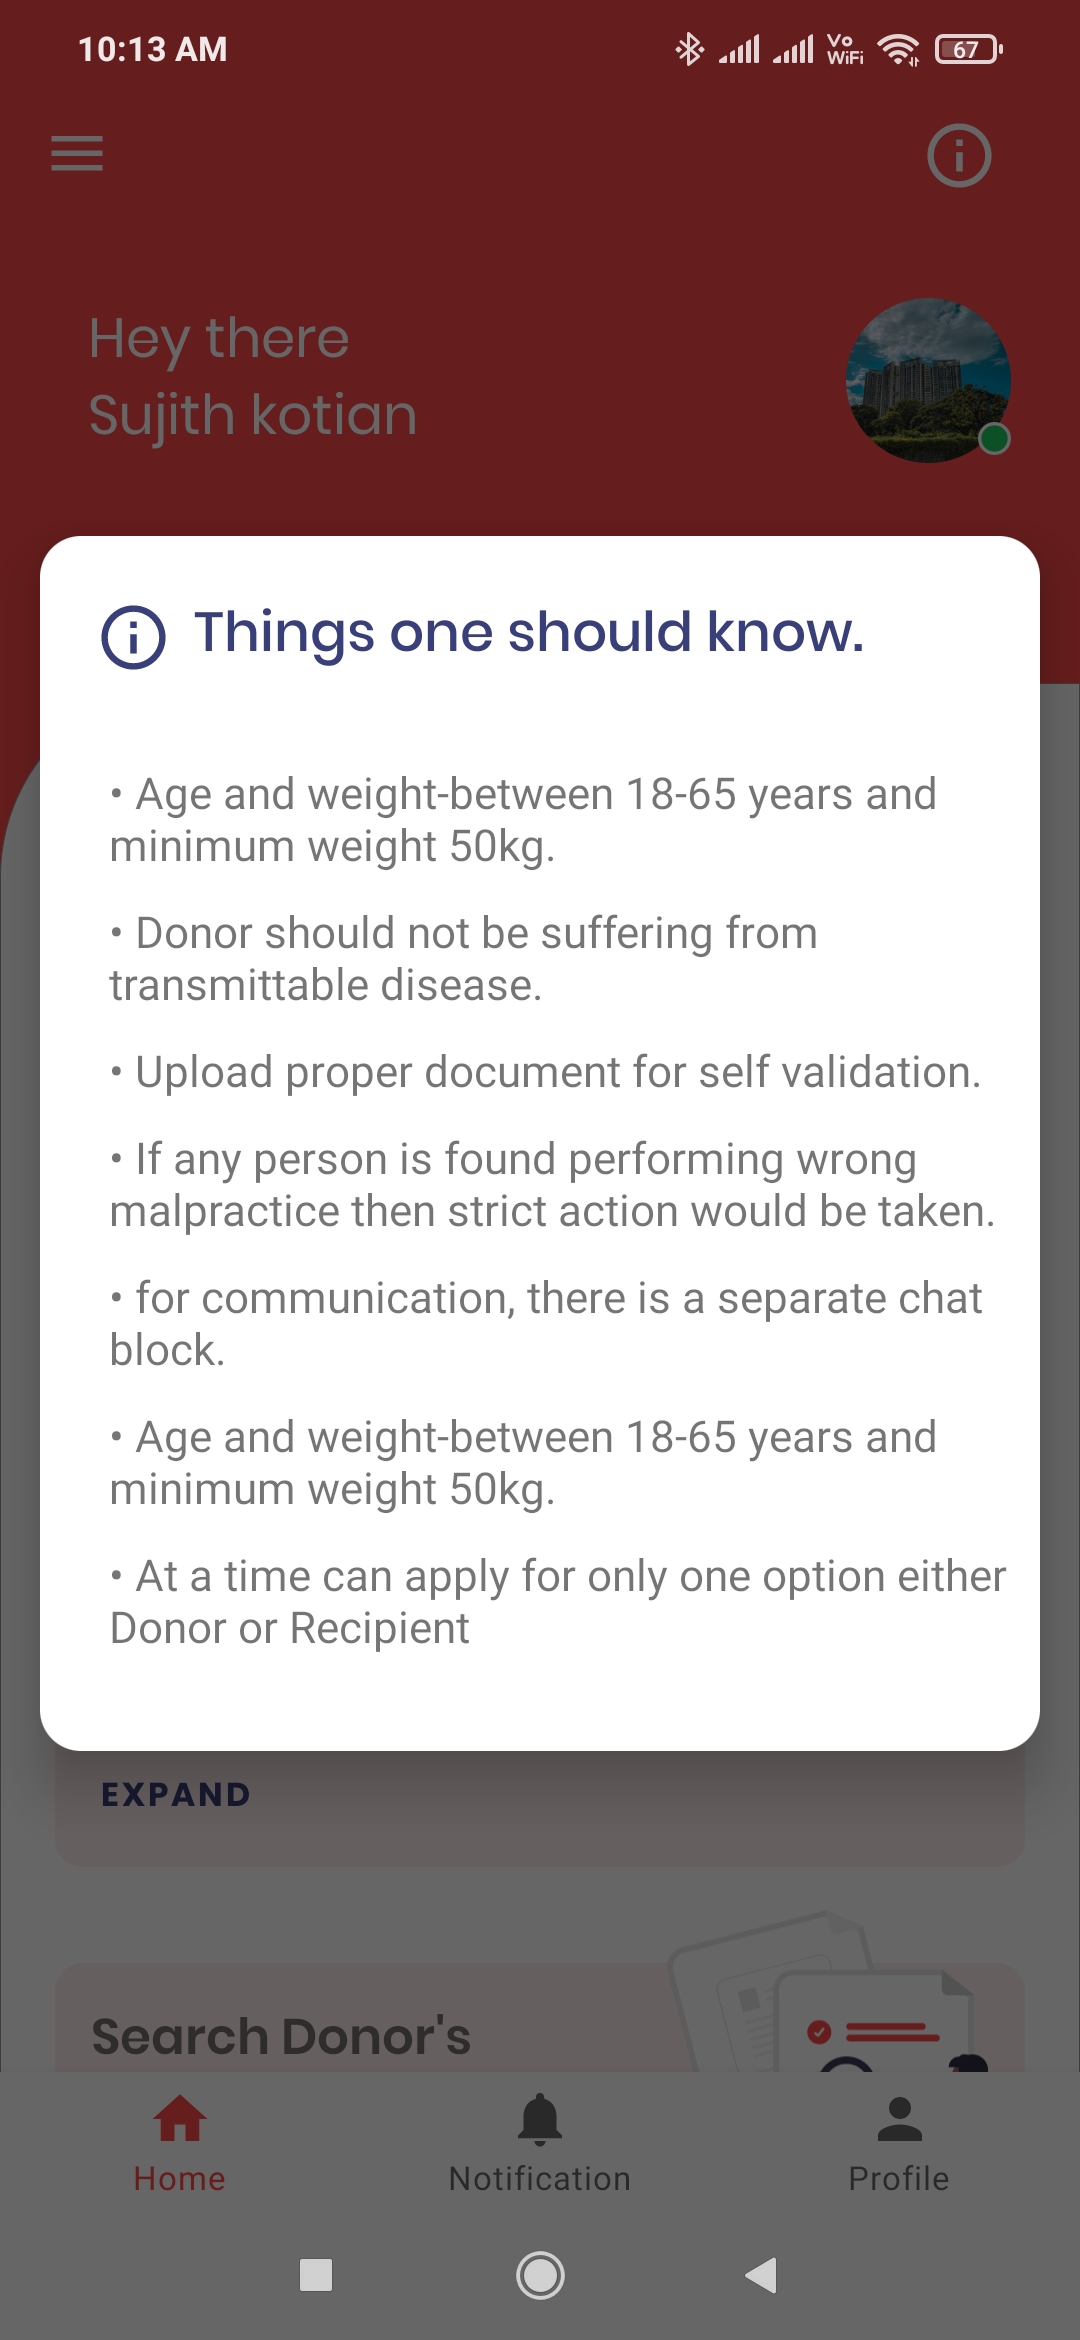 10:13 AM
Vo
WiFi
67
Hey there
Sujith kotian
Things one should know.
• Age and weight-between 18-65 years and
minimum weight 50kg.
• Donor should not be suffering from
transmittable disease.
• Upload proper document for self validation.
• If any person is found performing wrong
malpractice then strict action would be taken.
• for communication, there is a separate chat
block.
• Age and weight-between 18-65 years and
minimum weight 50kg.
• At a time can apply for only one option either
Donor or Recipient
EXPAND
Search Donor's
Home
Notification
Profile